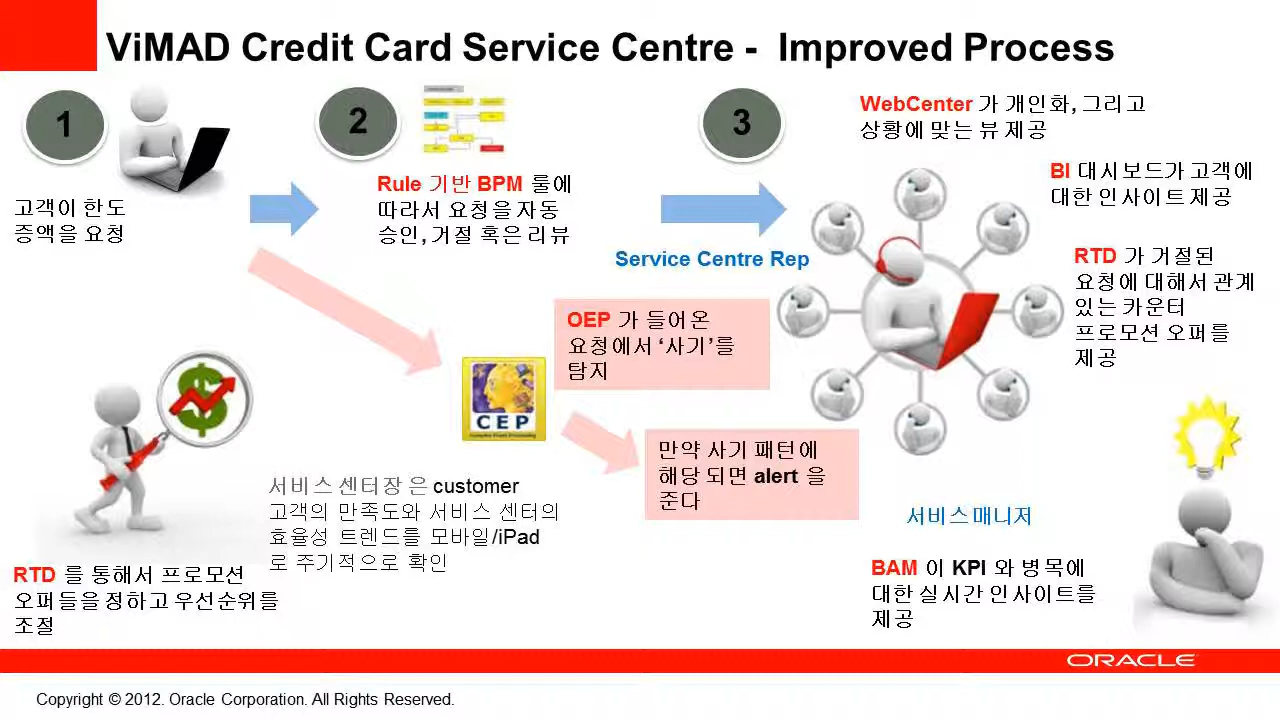 ViMAD Credit Card Service Centre - Improved Process
1
2
3
고객이 한도
증액을 요청
Rule 기반 BPM 룰에
따라서 요청을 자동
승인, 거절 혹은 리뷰
WebCenter 가 개인화, 그리고
상황에 맞는 뷰 제공
BI 대시보드가 고객에
대한 인사이트 제공
Service Centre Rep
RTD 가 거절된
요청에 대해서 관계
있는 카운터
프로모션 오퍼를
제공
OEP 가 들어온
요청에서 ‘사기’를
탐지
CEP
Complex Event Processing
만약 사기 패턴에
해당 되면 alert 을
준다
서비스 센터장 은 customer
고객의 만족도와 서비스 센터의
효율성 트렌드를 모바일/iPad
로 주기적으로 확인
서비스매니저
RTD 를 통해서 프로모션
오퍼들을 정하고 우선순위를
조절
BAM 이 KPI 와 병목에
대한 실시간 인사이트를
제공
ORACLE
Copyright © 2012. Oracle Corporation. All Rights Reserved.